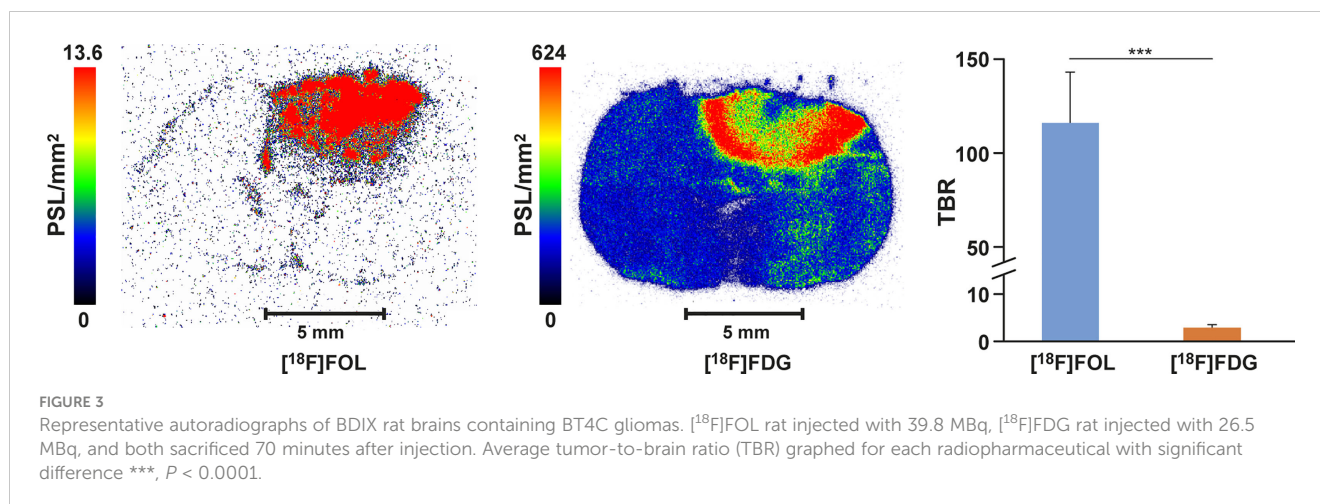 13.6
PSL/mm²
0
5 mm
[¹⁸F]FOL
624
PSL/mm²
0
5 mm
[¹⁸F]FDG
***
150
100
50
10
0
TBR
[¹⁸F]FOL [¹⁸F]FDG
FIGURE 3
Representative autoradiographs of BDIX rat brains containing BT4C gliomas. [¹⁸F]FOL rat injected with 39.8 MBq, [¹⁸F]FDG rat injected with 26.5
MBq, and both sacrificed 70 minutes after injection. Average tumor-to-brain ratio (TBR) graphed for each radiopharmaceutical with significant
difference ***, P < 0.0001.